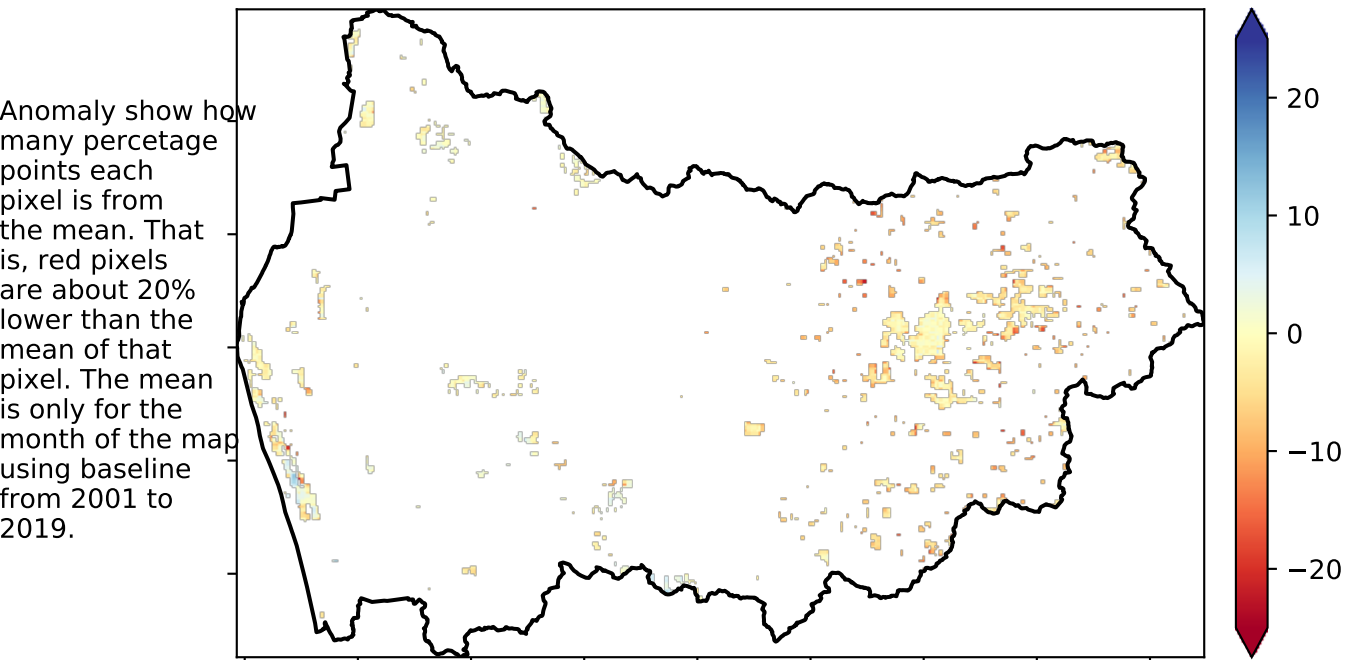 Anomaly show how
many percetage
points each
pixel is from
the mean. That
is, red pixels
are about 20%
lower than the
mean of that
pixel. The mean
is only for the
month of the map
using baseline
from 2001 to
2019.
20
10
0
−10
−20